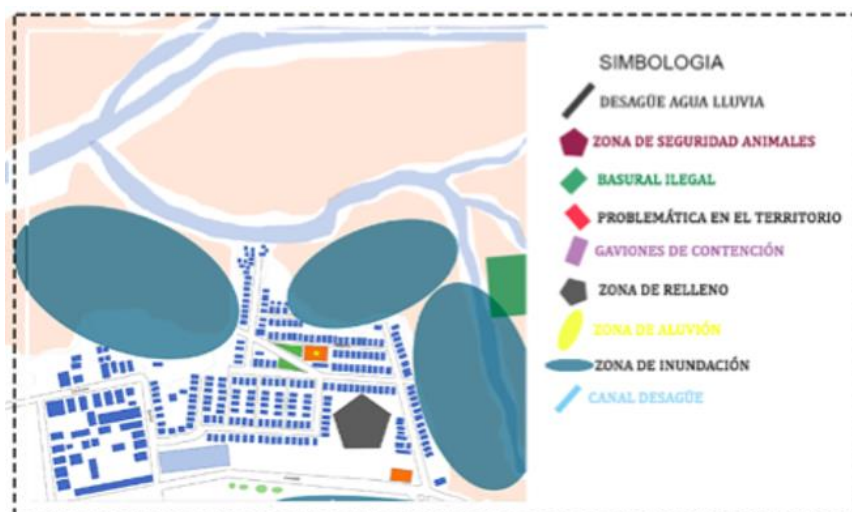 SIMBOLOGIA
DESAGÜE AGUA LLUVIA
ZONA DE SEGURIDAD ANIMALES
BASURAL ILEGAL
PROBLEMÁTICA EN EL TERRITORIO
GAVIONES DE CONTENCIÓN
ZONA DE RELLENO
ZONA DE ALUVIÓN
ZONA DE INUNDACIÓN
CANAL DESAGÜE